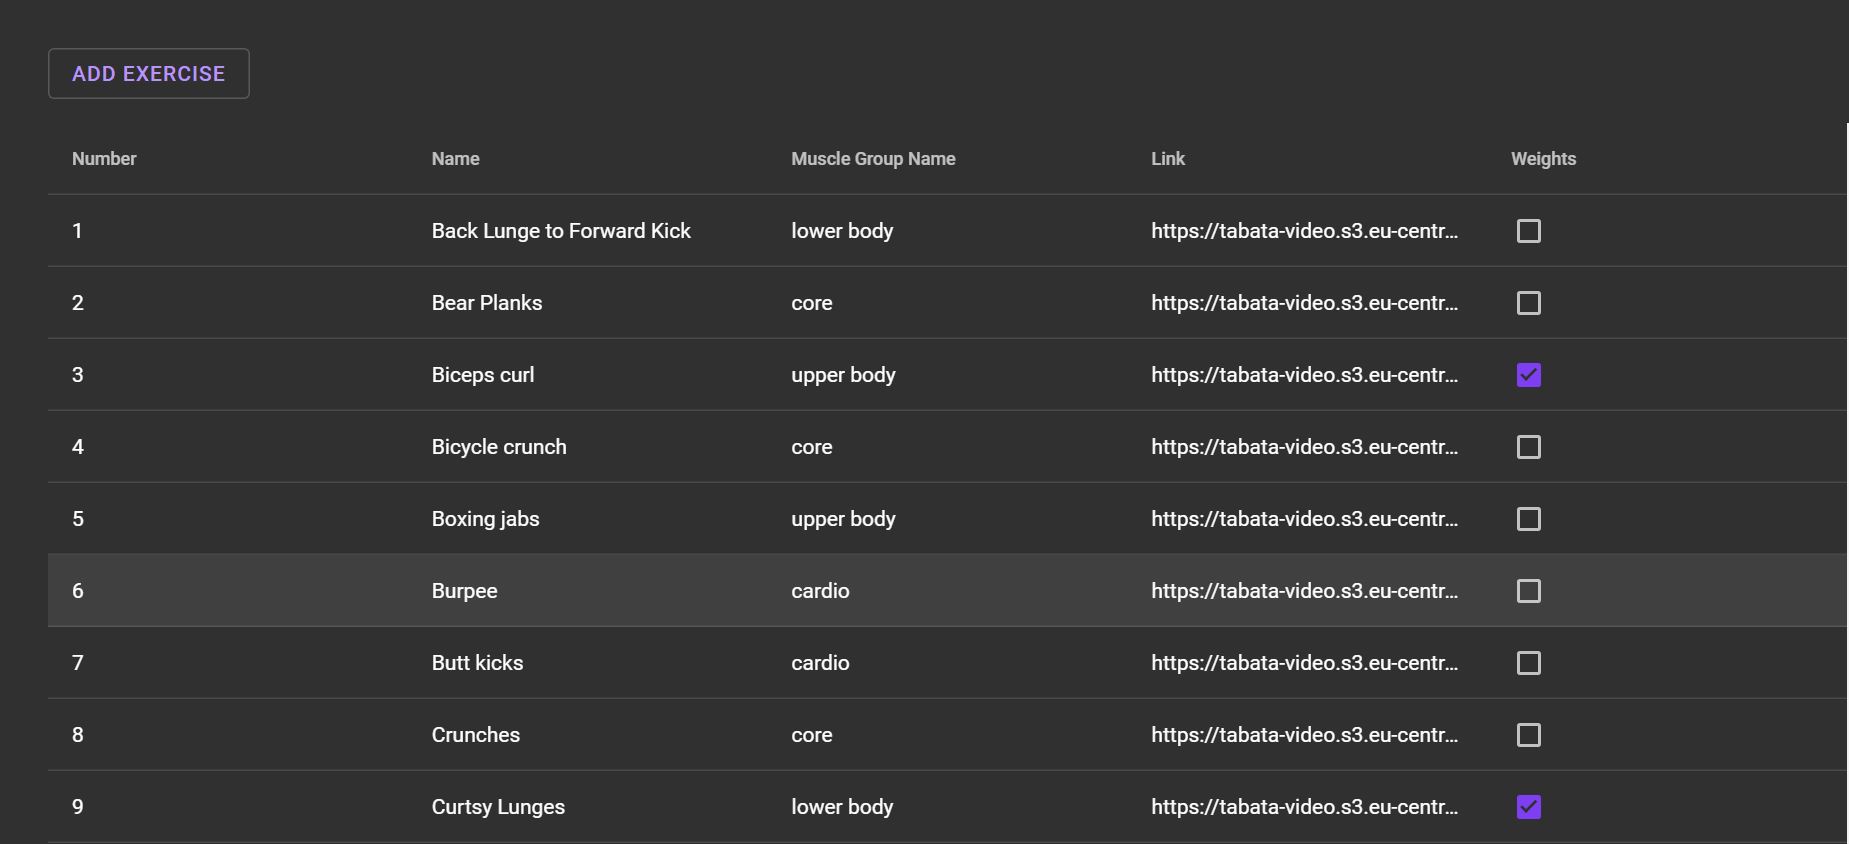 ADD EXERCISE
Number Name Muscle Group Name Link Weights
1 Back Lunge to Forward Kick lower body https://tabata-video.s3.eu-centr...
2 Bear Planks core https://tabata-video.s3.eu-centr...
3 Biceps curl upper body https://tabata-video.s3.eu-centr...
4 Bicycle crunch core https://tabata-video.s3.eu-centr...
5 Boxing jabs upper body https://tabata-video.s3.eu-centr...
6 Burpee cardio https://tabata-video.s3.eu-centr...
7 Butt kicks cardio https://tabata-video.s3.eu-centr...
8 Crunches core https://tabata-video.s3.eu-centr...
9 Curtsy Lunges lower body https://tabata-video.s3.eu-centr...